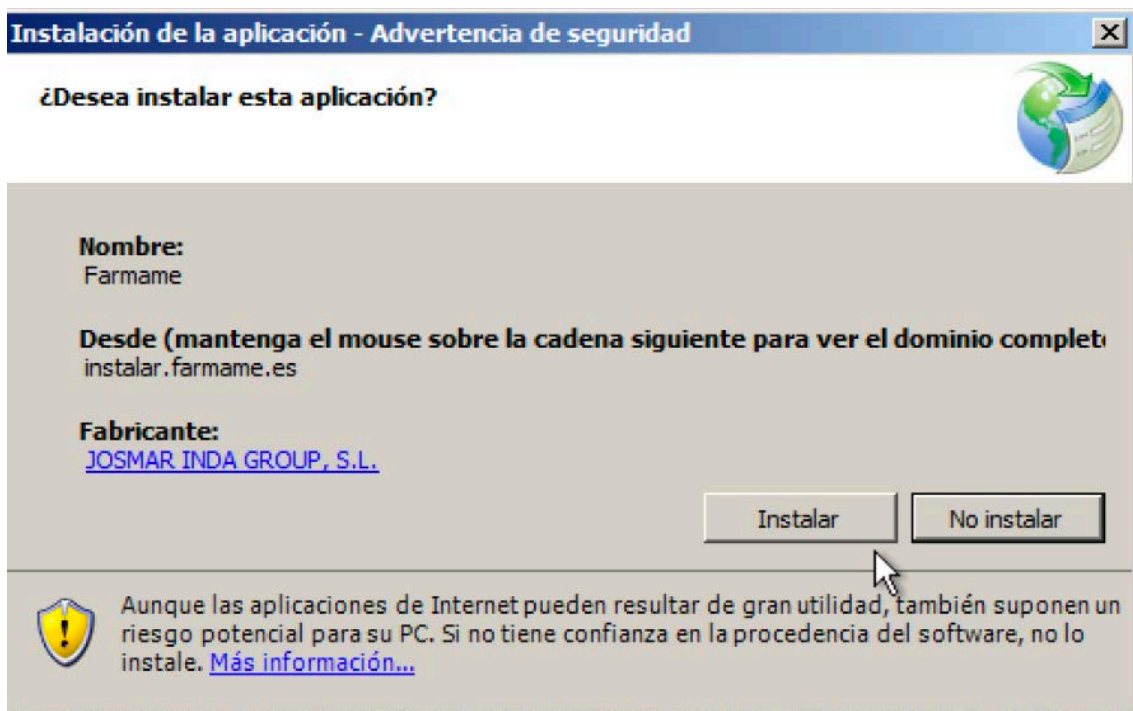 Instalación de la aplicación - Advertencia de seguridad
¿Desea instalar esta aplicación?
Nombre:
Farmame
Desde (mantenga el mouse sobre la cadena siguiente para ver el dominio complet
instalar.farmame.es
Fabricante:
JOSMAR INDA GROUP, S.L.
Instalar No instalar
Aunque las aplicaciones de Internet pueden resultar de gran utilidad, también suponen un
riesgo potencial para su PC. Si no tiene confianza en la procedencia del software, no lo
instale. Más información...